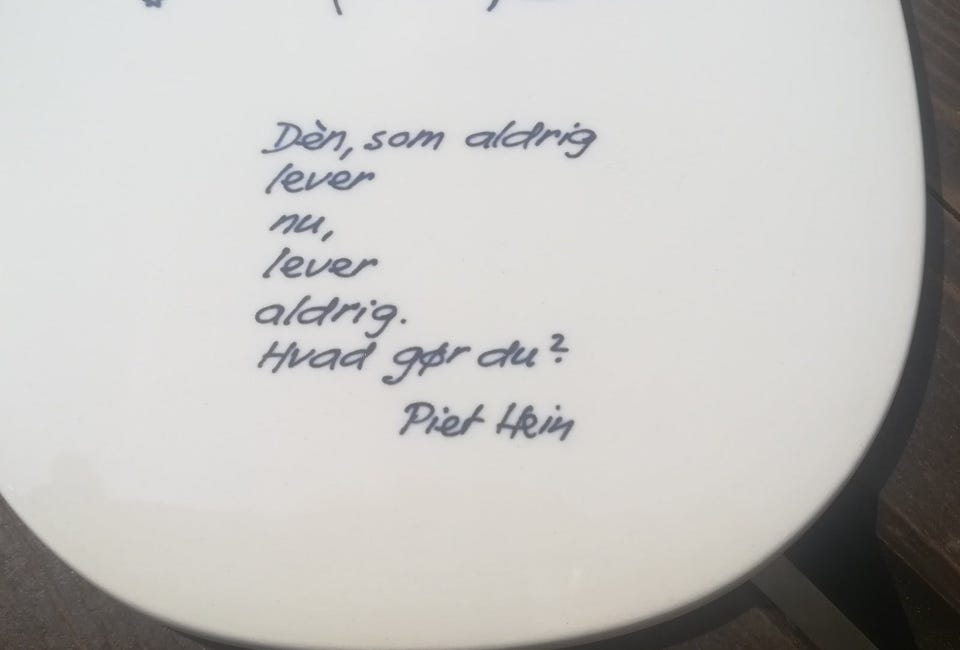 Dèn, som aldrig
lever
nu,
lever
aldrig.
Hvad gør du?
Piet Hein